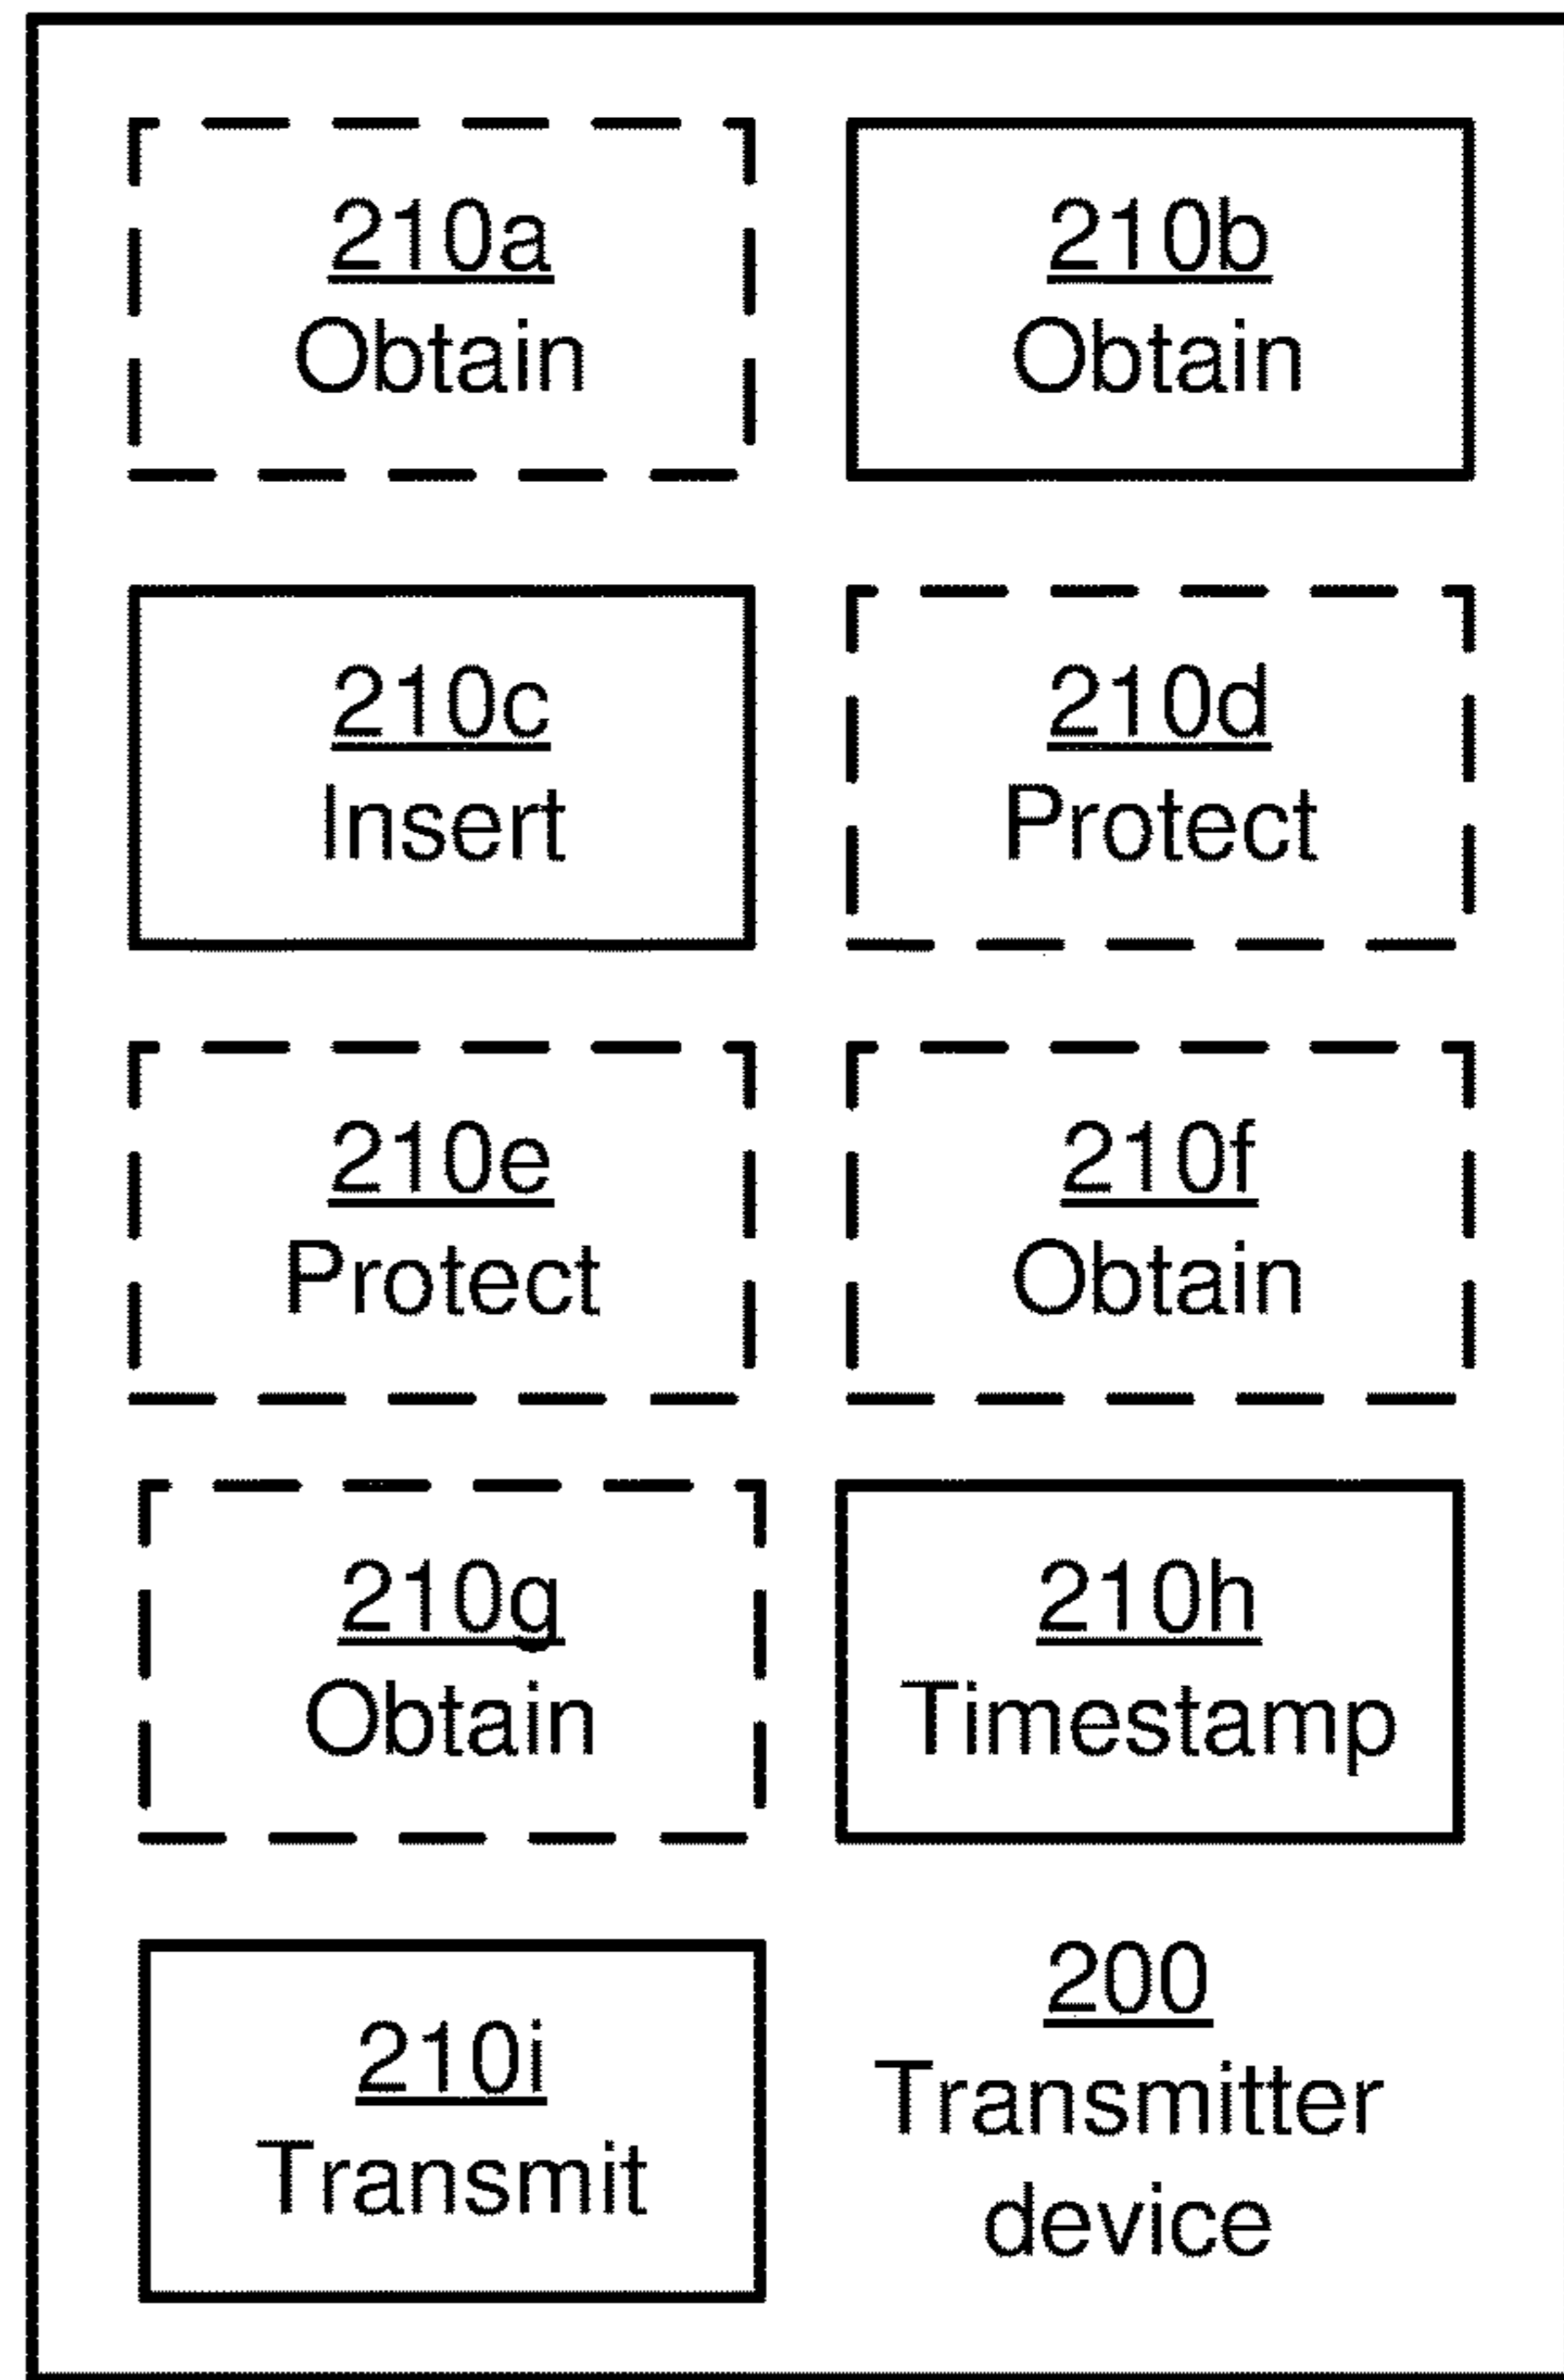 210a
Obtain
210b
Obtain
210c
Insert
210d
Protect
210e
Protect
210f
Obtain
210g
Obtain
210h
Timestamp
210i
Transmit
200
Transmitter
device